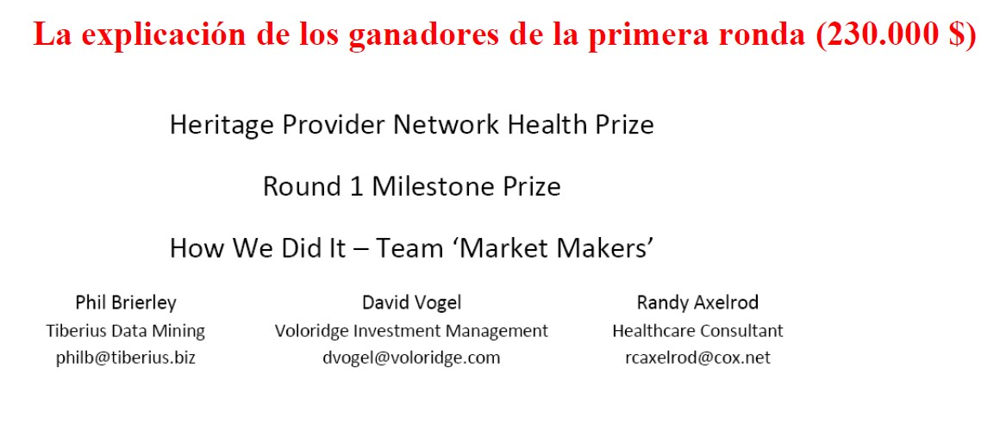 La explicación de los ganadores de la primera ronda (230.000 $)
Heritage Provider Network Health Prize
Round 1 Milestone Prize
How We Did It – Team ‘Market Makers’
Phil Brierley David Vogel Randy Axelrod
Tiberius Data Mining Voloridge Investment Management Healthcare Consultant
philb@tiberius.biz dvogel@voloridge.com rcaxelrod@cox.net